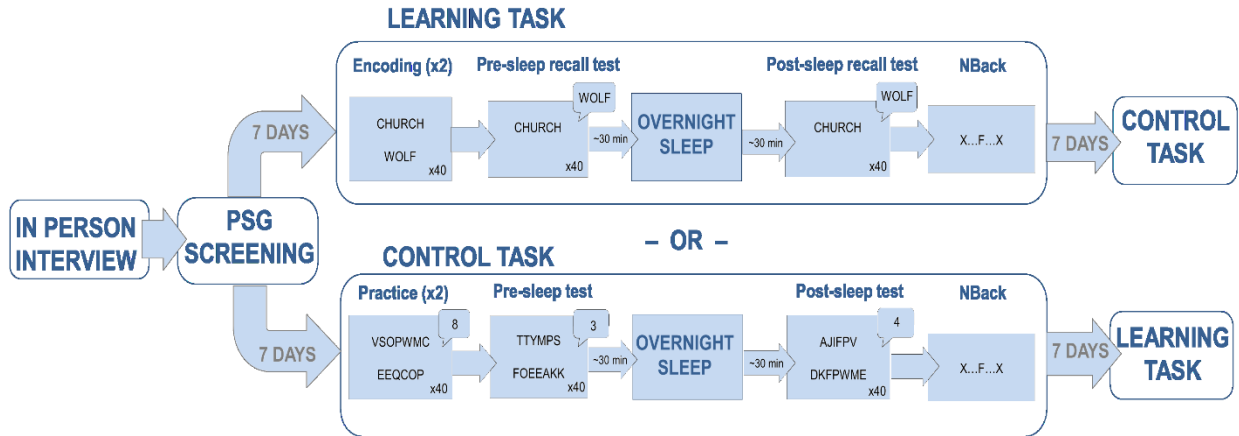 LEARNING TASK
Encoding (x2)
Pre-sleep recall test
Post-sleep recall test
NBack
7 DAYS
CHURCH
WOLF
x40
CHURCH
WOLF
x40
~30 min
OVERNIGHT
SLEEP
~30 min
CHURCH
WOLF
x40
X...F...X
7 DAYS
CONTROL
TASK
IN PERSON
INTERVIEW
PSG
SCREENING
– OR –
CONTROL TASK
Practice (x2)
Pre-sleep test
Post-sleep test
NBack
7 DAYS
8
VSOPWMC
EEQCOP
x40
3
TTYMPS
FOEEAKK
x40
~30 min
OVERNIGHT
SLEEP
~30 min
4
AJIFPV
DKFPWME
x40
X...F...X
7 DAYS
LEARNING
TASK